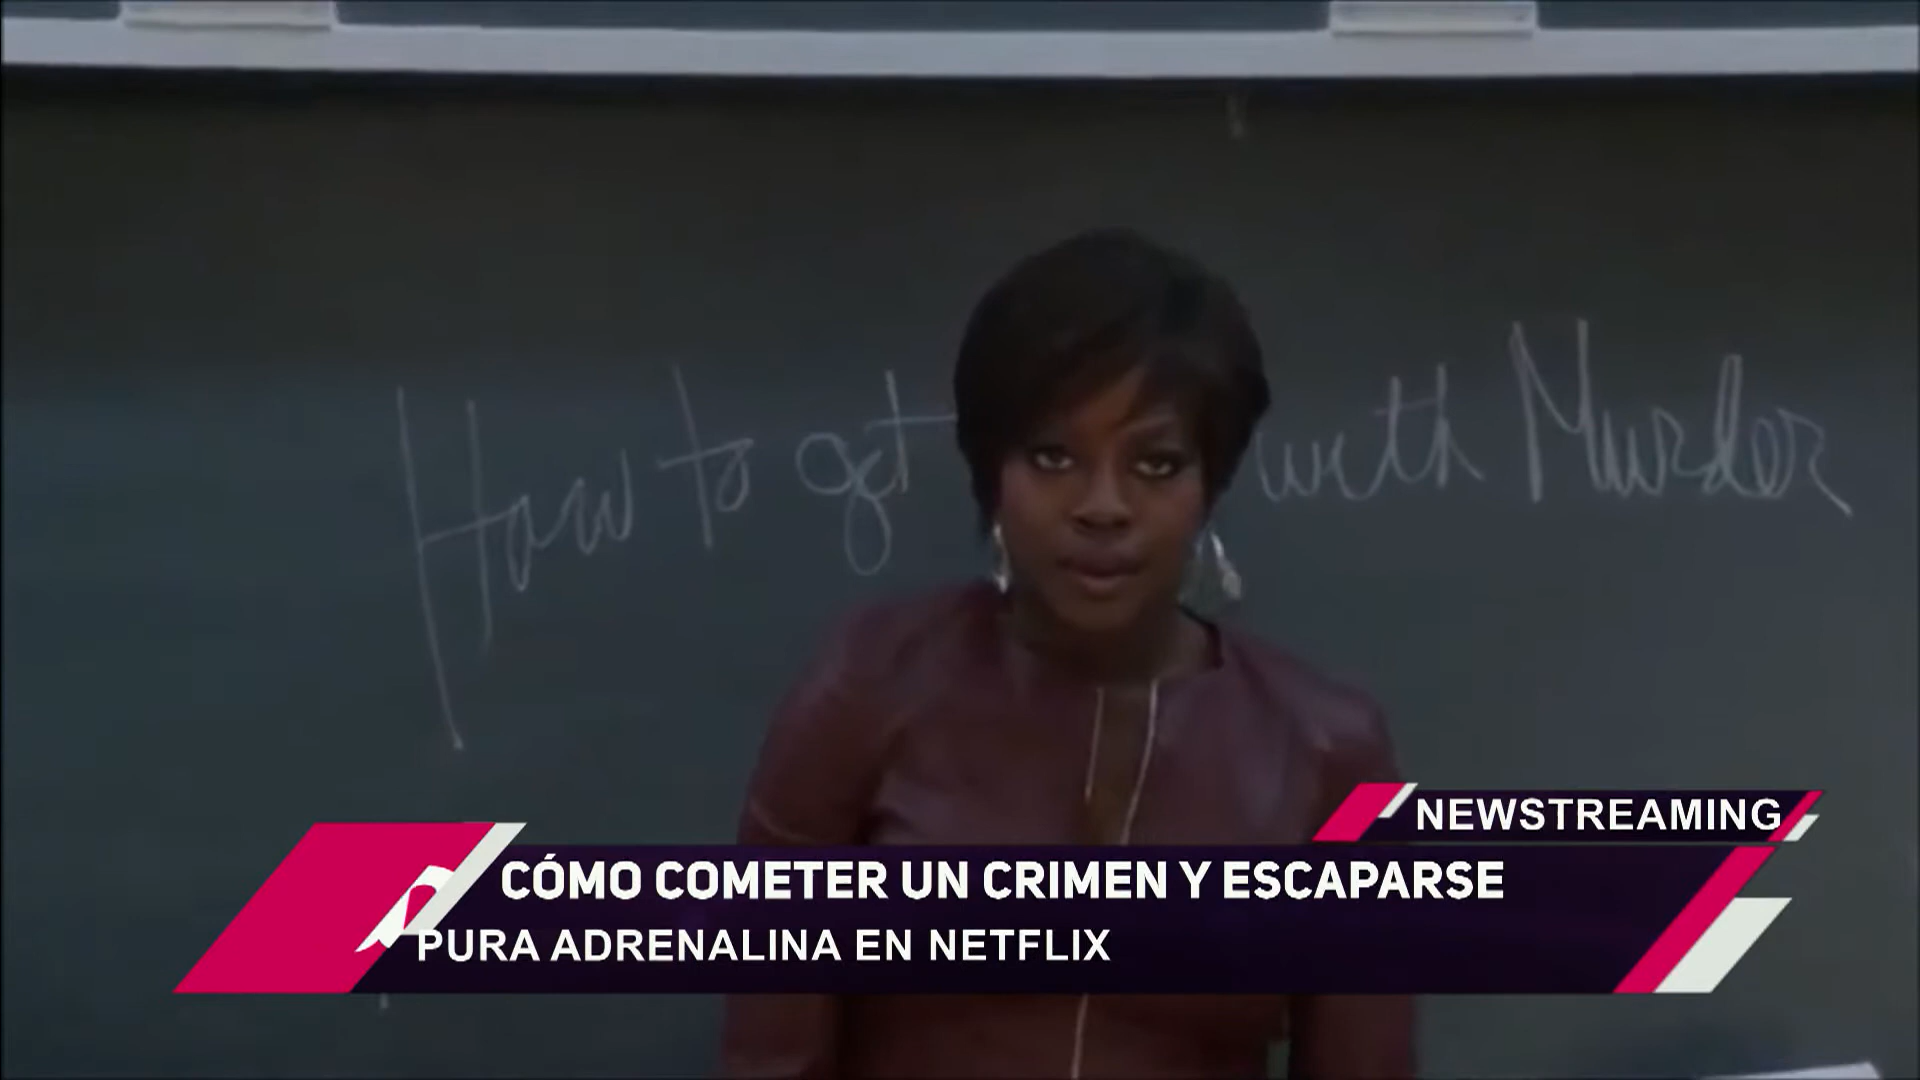 How to get with Murder
NEWSTREAMING
CÓMO COMETER UN CRIMEN Y ESCAPARSE
PURA ADRENALINA EN NETFLIX